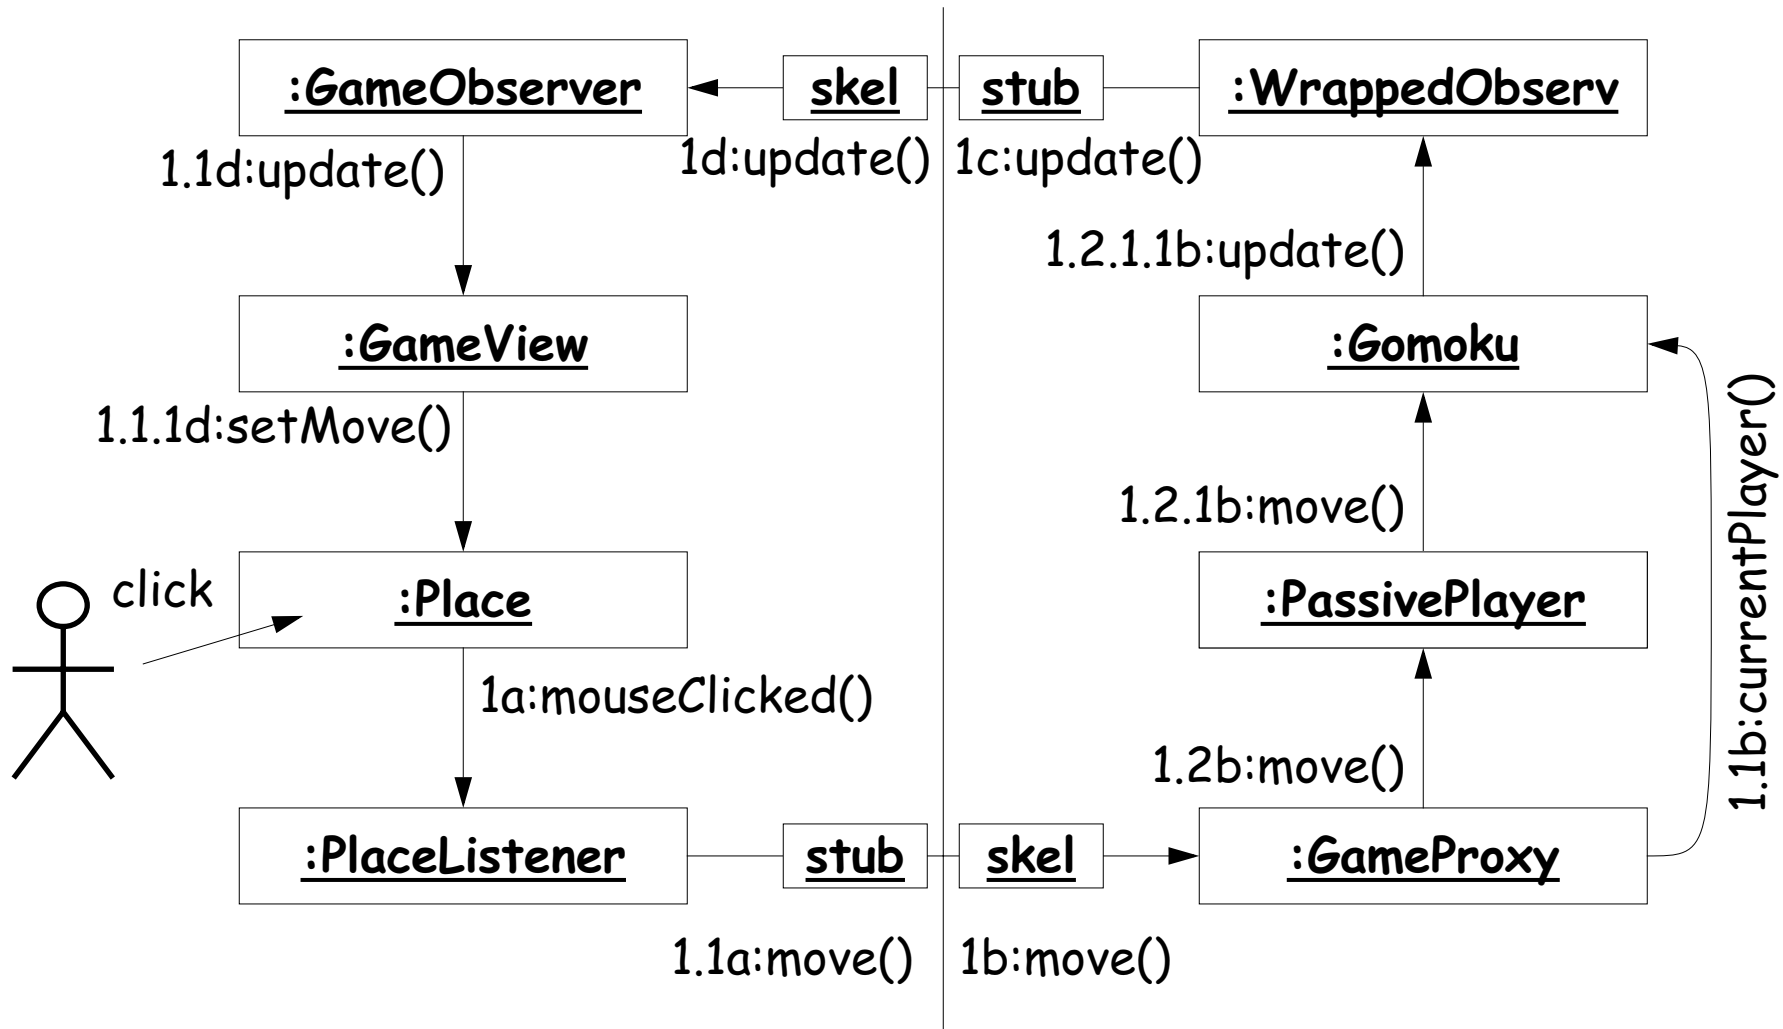 :GameObserver
skel
stub
:WrappedObserv
1.1d:update()
1d:update()
1c:update()
1.2.1.1b:update()
:GameView
:Gomoku
1.1.1d:setMove()
1.2.1b:move()
1.1b:currentPlayer()
click
:Place
:PassivePlayer
1a:mouseClicked()
1.2b:move()
:PlaceListener
stub
skel
:GameProxy
1.1a:move()
1b:move()